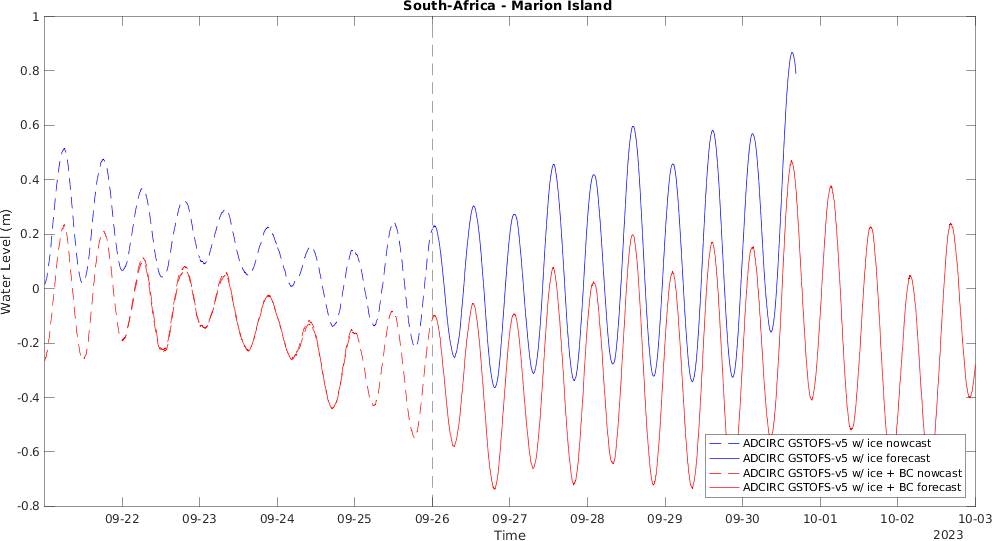 South-Africa - Marion Island
1
0.8
0.6
0.4
0.2
0
-0.2
-0.4
-0.6
-0.8
Water Level (m)
ADCIRC GSTOFS-v5 w/ ice nowcast
ADCIRC GSTOFS-v5 w/ ice forecast
ADCIRC GSTOFS-v5 w/ ice + BC nowcast
ADCIRC GSTOFS-v5 w/ ice + BC forecast
09-22 09-23 09-24 09-25 09-26 09-27 09-28 09-29 09-30 10-01 10-02 10-03
Time
2023